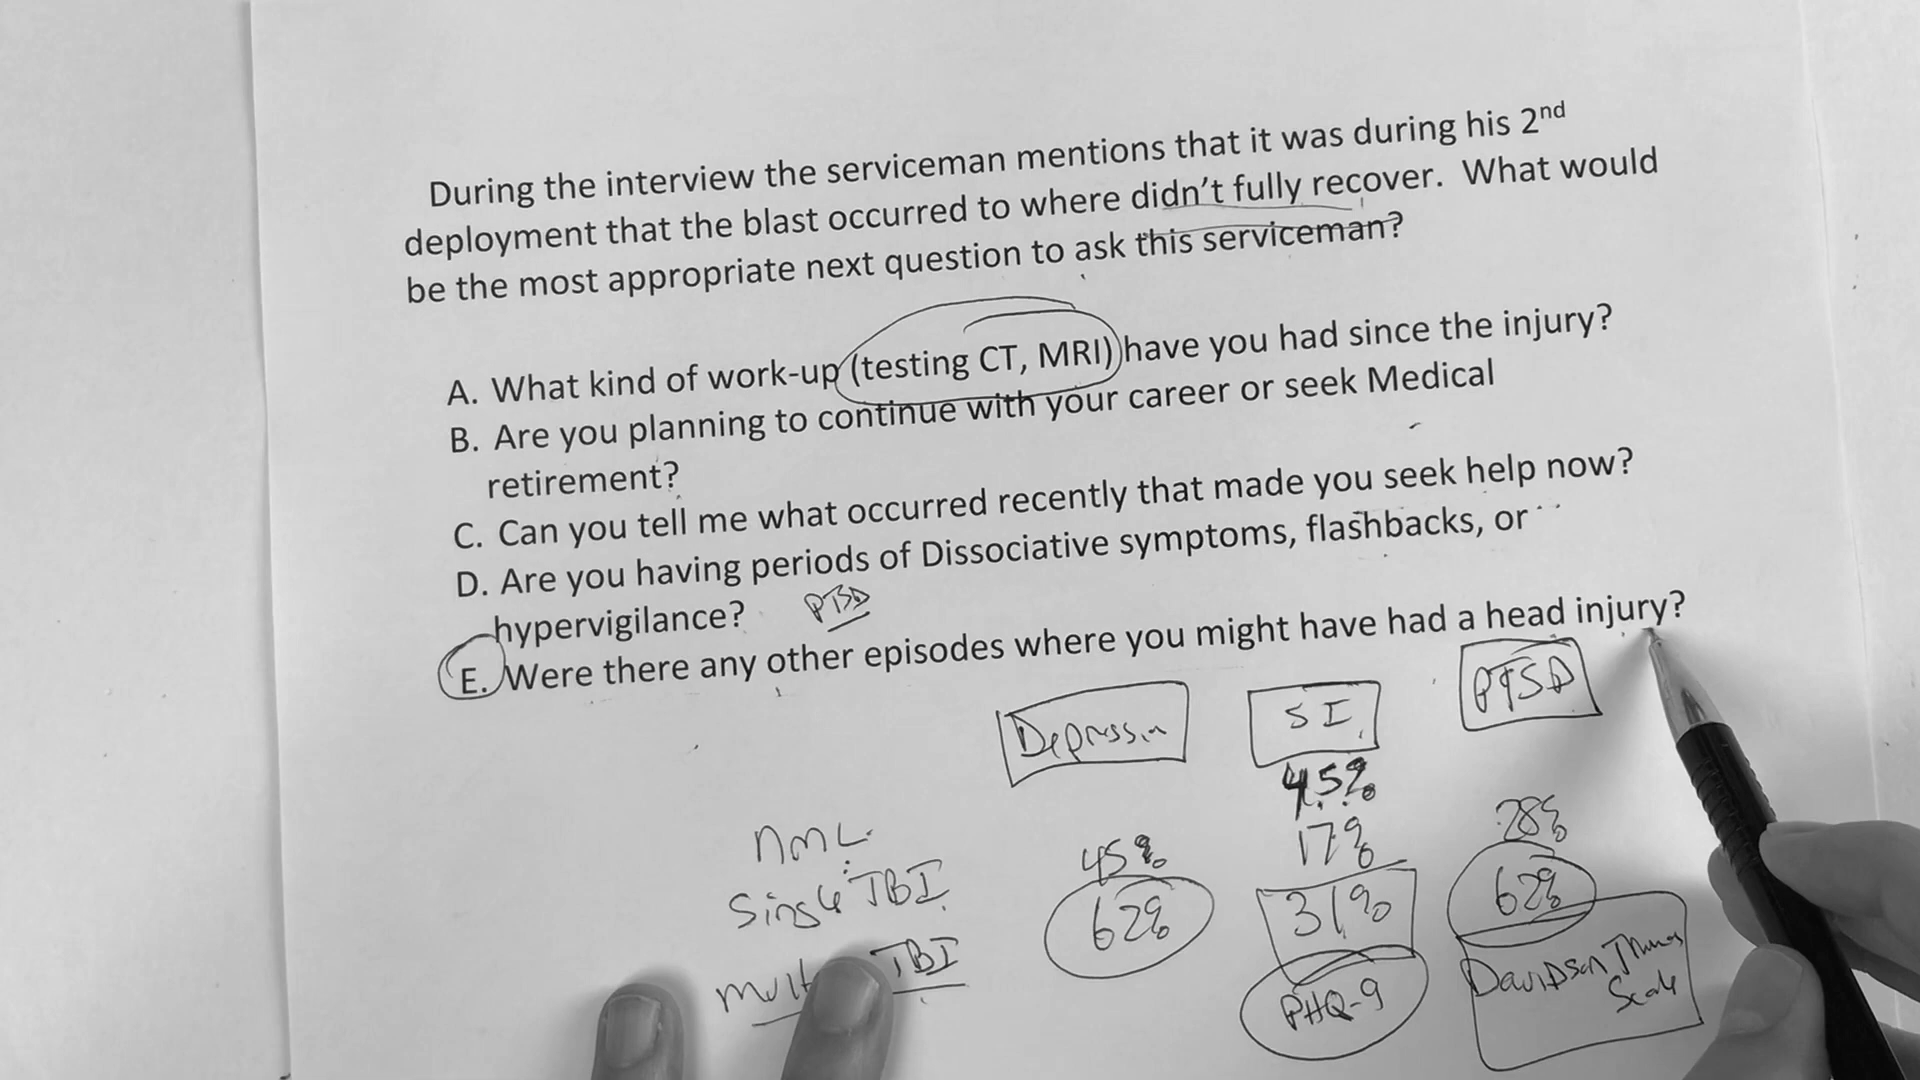 During the interview the serviceman mentions that it was during his 2nd
deployment that the blast occurred to where didn't fully recover. What would
be the most appropriate next question to ask this serviceman?
A. What kind of work-up (testing CT, MRI) have you had since the injury?
B. Are you planning to continue with your career or seek Medical
retirement?
C. Can you tell me what occurred recently that made you seek help now?
D. Are you having periods of Dissociative symptoms, flashbacks, or
hypervigilance?
E. Were there any other episodes where you might have had a head injury?
Depression SI PTSD
4.5%
NML 45% 17% 28%
Single TBI 62% 31% 62%
TBI
PHQ-9 Davidson
Scale